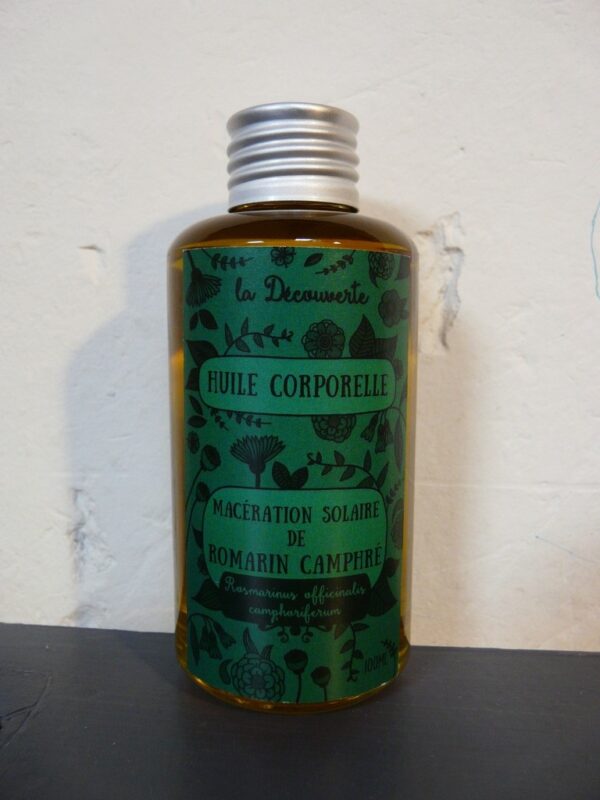 la Découverte
HUILE CORPORELLE
MACÉRATION SOLAIRE
DE
ROMARIN CAMPHRÉ
Rosmarinus officinalis
camphoriferum
100ML